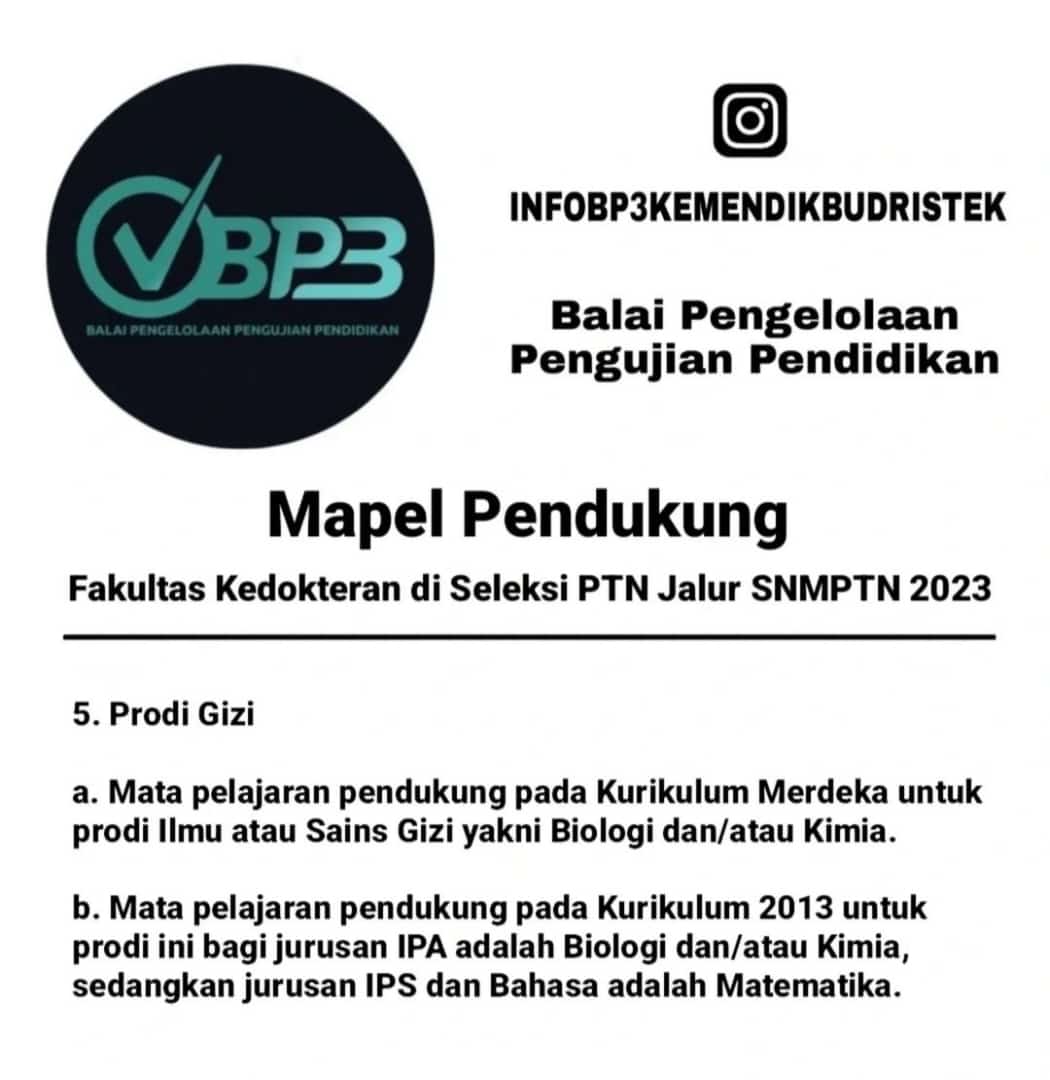 BP3
BALAI PENGELOLAAN PENGUJIAN PENDIDIKAN
INFOBP3KEMENDIKBUDRISTEK
Balai Pengelolaan
Pengujian Pendidikan
Mapel Pendukung
Fakultas Kedokteran di Seleksi PTN Jalur SNMPTN 2023
5. Prodi Gizi
a. Mata pelajaran pendukung pada Kurikulum Merdeka untuk
prodi Ilmu atau Sains Gizi yakni Biologi dan/atau Kimia.
b. Mata pelajaran pendukung pada Kurikulum 2013 untuk
prodi ini bagi jurusan IPA adalah Biologi dan/atau Kimia,
sedangkan jurusan IPS dan Bahasa adalah Matematika.